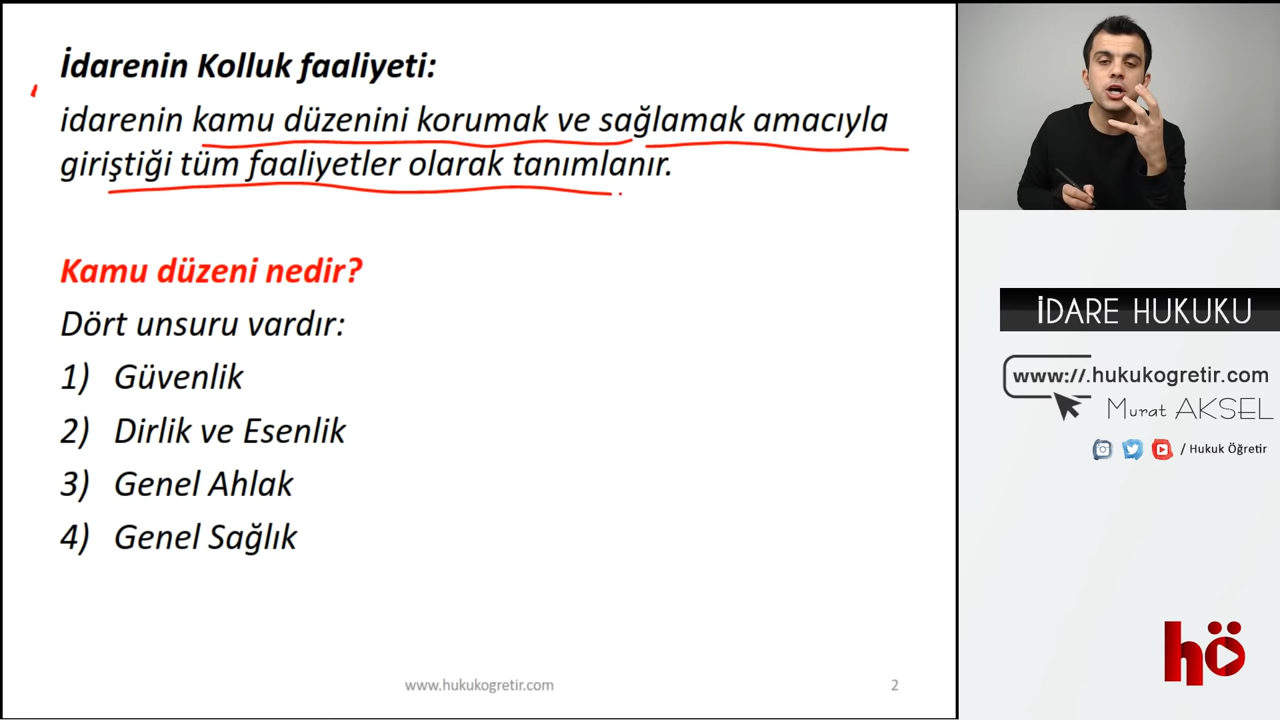 İdarenin Kolluk faaliyeti:
idarenin kamu düzenini korumak ve sağlamak amacıyla
giriştiği tüm faaliyetler olarak tanımlanır.
Kamu düzeni nedir?
Dört unsuru vardır:
1) Güvenlik
2) Dirlik ve Esenlik
3) Genel Ahlak
4) Genel Sağlık
www.hukukogretir.com
2
İDARE HUKUKU
www://.hukukogretir.com
Murat AKSEL
/ Hukuk Öğretir
hö